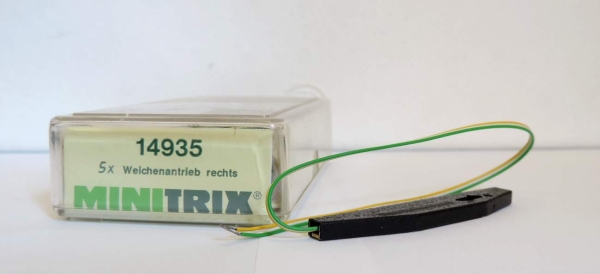 14935
5x Weichenantrieb rechts
MINITRIX®